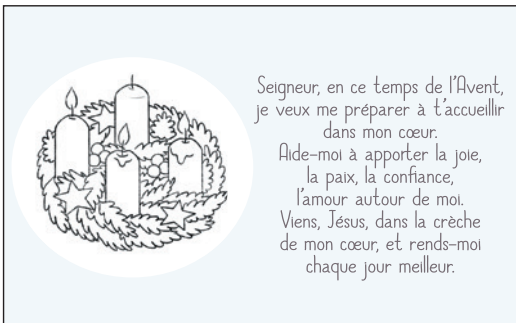 Seigneur, en ce temps de l'Avent,
je veux me préparer à t'accueillir
dans mon cœur.
Aide-moi à apporter la joie,
la paix, la confiance,
l'amour autour de moi.
Viens, Jésus, dans la crèche
de mon cœur, et rends-moi
chaque jour meilleur.